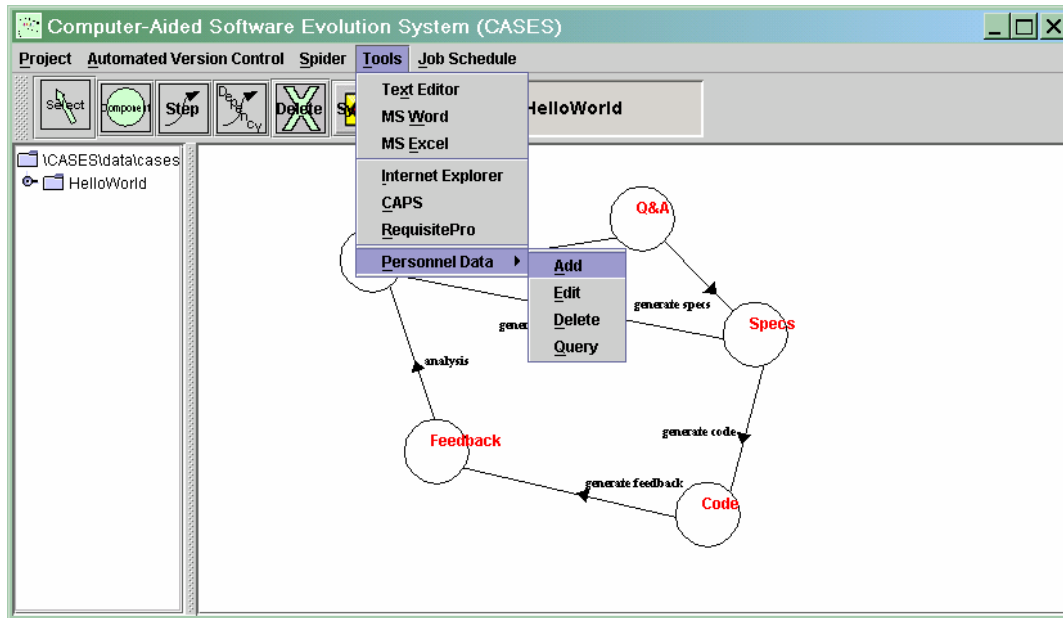 Computer-Aided Software Evolution System (CASES)
Project Automated Version Control Spider Tools Job Schedule
Select Component Step Dependency Delete HelloWorld
Text Editor
MS Word
MS Excel
Internet Explorer
CAPS
RequisitePro
Personnel Data
Add
Edit
Delete
Query
\CASES\data\cases
HelloWorld
Q&A
generate specs
Specs
analysis
generate code
Feedback
generate feedback
Code